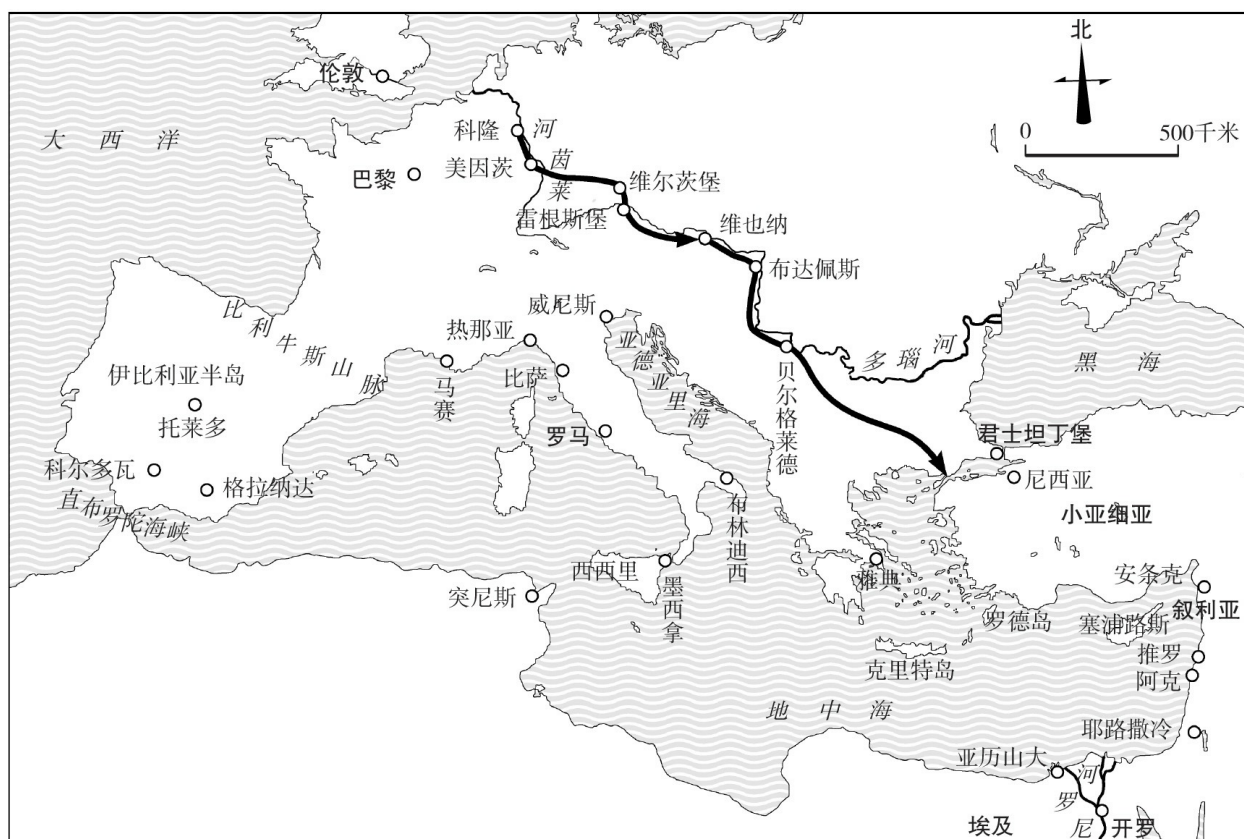 北
0 500千米
伦敦
大西洋
科隆
莱茵河
美因茨
巴黎
维尔茨堡
雷根斯堡
维也纳
布达佩斯
威尼斯
热那亚
比利牛斯山脉
亚德亚里海
多瑙河
黑海
伊比利亚半岛
托莱多
马赛
比萨
贝尔格莱德
罗马
君士坦丁堡
尼西亚
科尔多瓦
格拉纳达
直布罗陀海峡
布林迪西
小亚细亚
西西里
墨西拿
雅典
突尼斯
安条克
叙利亚
罗德岛
塞浦路斯
克里特岛
推罗
阿克
地中海
耶路撒冷
亚历山大
尼罗河
埃及
开罗